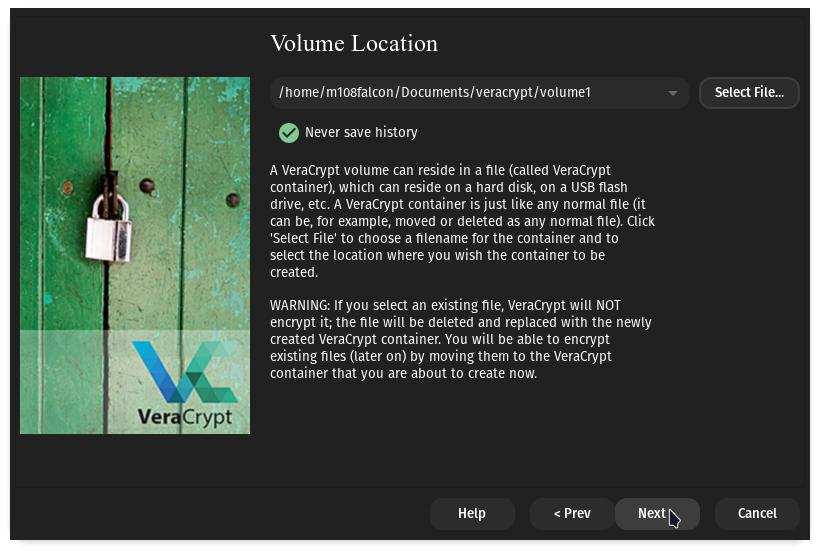 Volume Location
/home/m108falcon/Documents/veracrypt/volume1
Select File...
Never save history
A VeraCrypt volume can reside in a file (called VeraCrypt
container), which can reside on a hard disk, on a USB flash
drive, etc. A VeraCrypt container is just like any normal file (it
can be, for example, moved or deleted as any normal file). Click
'Select File' to choose a filename for the container and to
select the location where you wish the container to be
created.
WARNING: If you select an existing file, VeraCrypt will NOT
encrypt it; the file will be deleted and replaced with the newly
created VeraCrypt container. You will be able to encrypt
existing files (later on) by moving them to the VeraCrypt
container that you are about to create now.
VeraCrypt
Help
< Prev
Next
Cancel